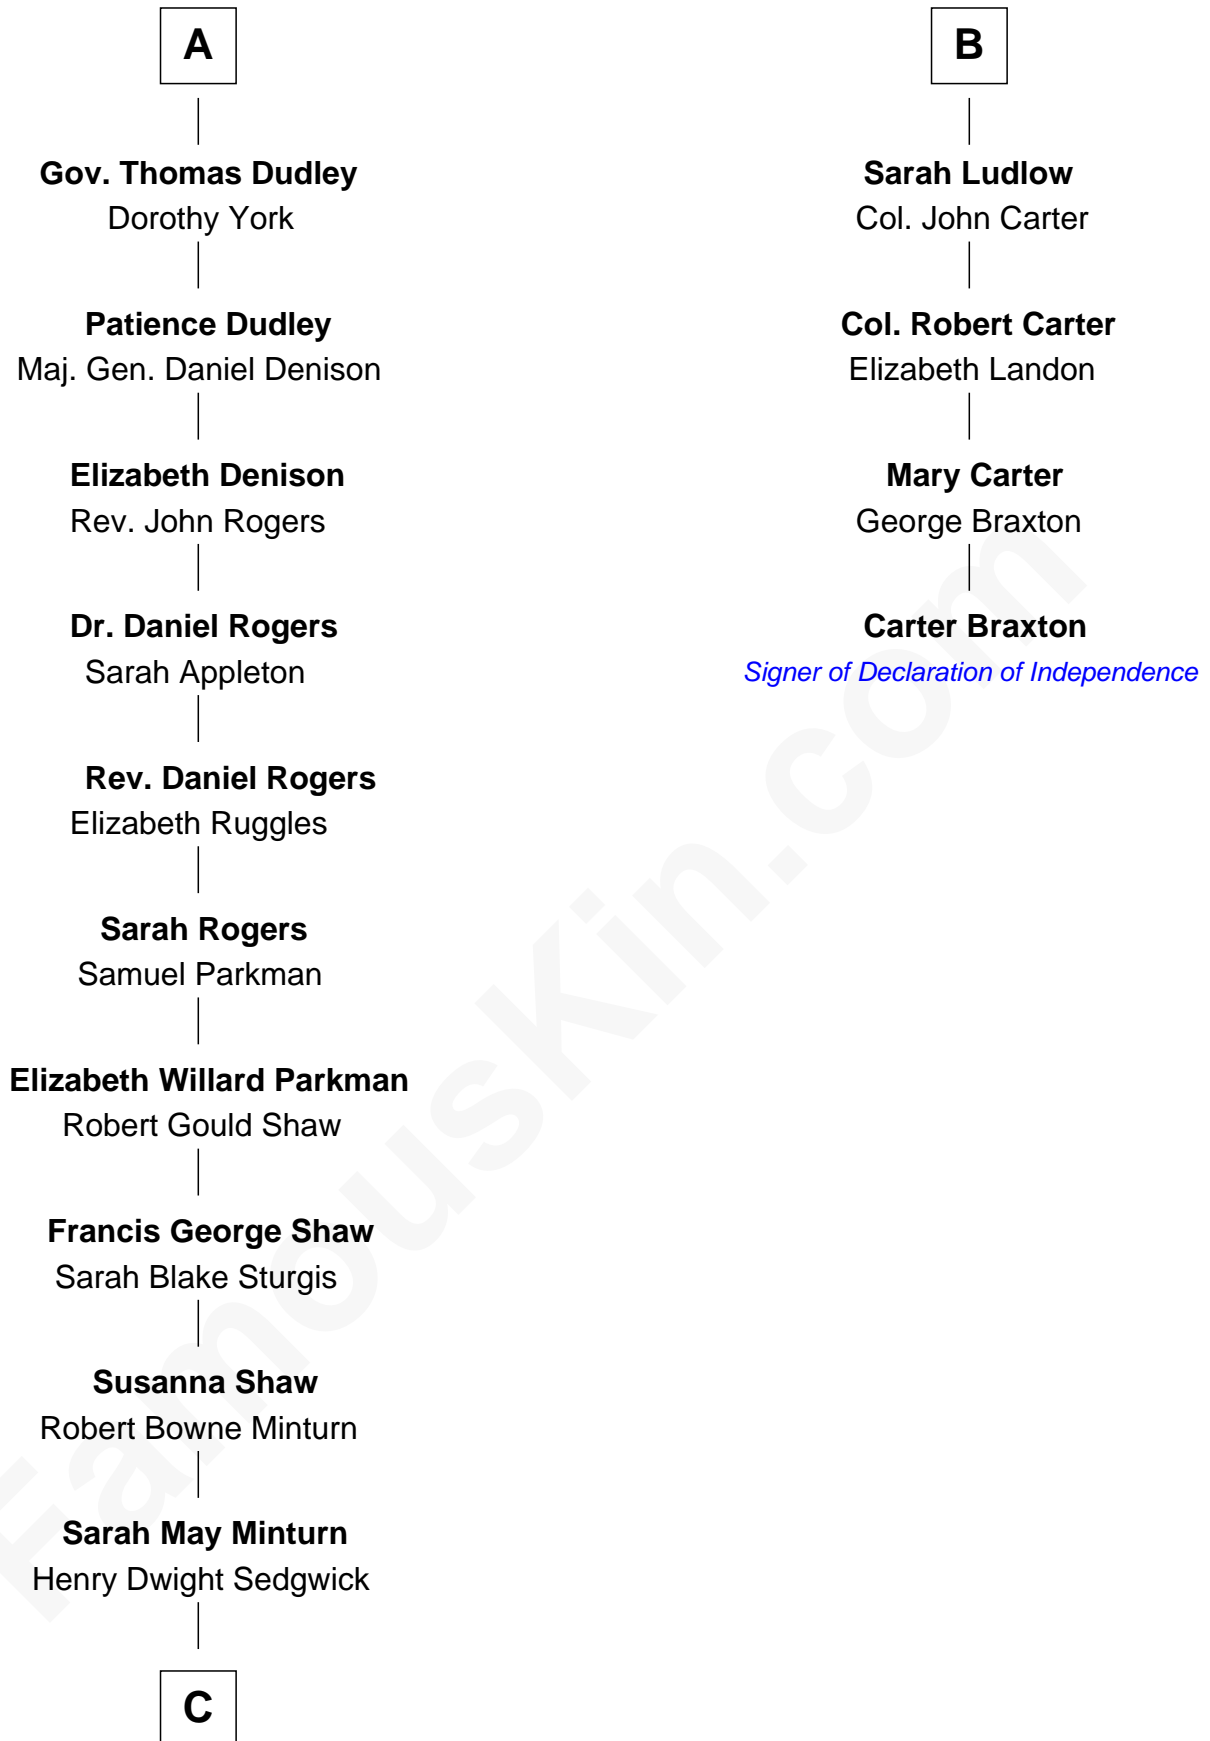 A
Gov. Thomas Dudley
Dorothy York
Patience Dudley
Maj. Gen. Daniel Denison
Elizabeth Denison
Rev. John Rogers
Dr. Daniel Rogers
Sarah Appleton
Rev. Daniel Rogers
Elizabeth Ruggles
Sarah Rogers
Samuel Parkman
Elizabeth Willard Parkman
Robert Gould Shaw
Francis George Shaw
Sarah Blake Sturgis
Susanna Shaw
Robert Bowne Minturn
Sarah May Minturn
Henry Dwight Sedgwick
C
B
Sarah Ludlow
Col. John Carter
Col. Robert Carter
Elizabeth Landon
Mary Carter
George Braxton
Carter Braxton
Signer of Declaration of Independence
FamousKin.com